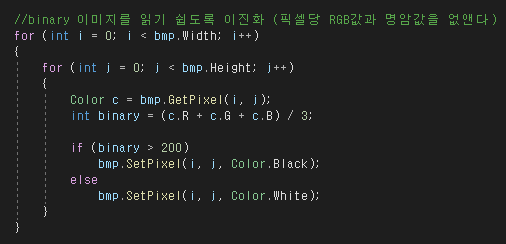 //binary 이미지를 읽기 쉽도록 이진화 (픽셀당 RGB값과 명암값을 없앤다)
for (int i = 0; i < bmp.Width; i++)
{
    for (int j = 0; j < bmp.Height; j++)
    {
        Color c = bmp.GetPixel(i, j);
        int binary = (c.R + c.G + c.B) / 3;

        if (binary > 200)
            bmp.SetPixel(i, j, Color.Black);
        else
            bmp.SetPixel(i, j, Color.White);
    }
}